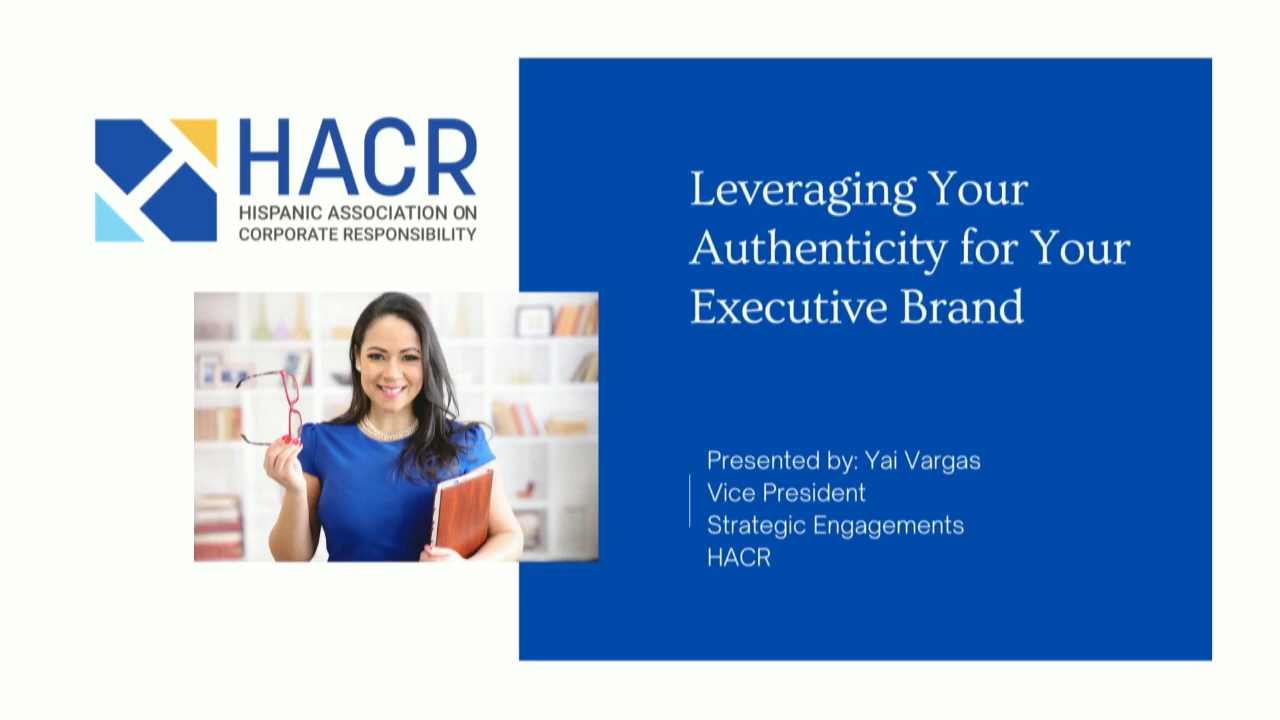 HACR
HISPANIC ASSOCIATION ON
CORPORATE RESPONSIBILITY
Leveraging Your
Authenticity for Your
Executive Brand
Presented by: Yai Vargas
Vice President
Strategic Engagements
HACR